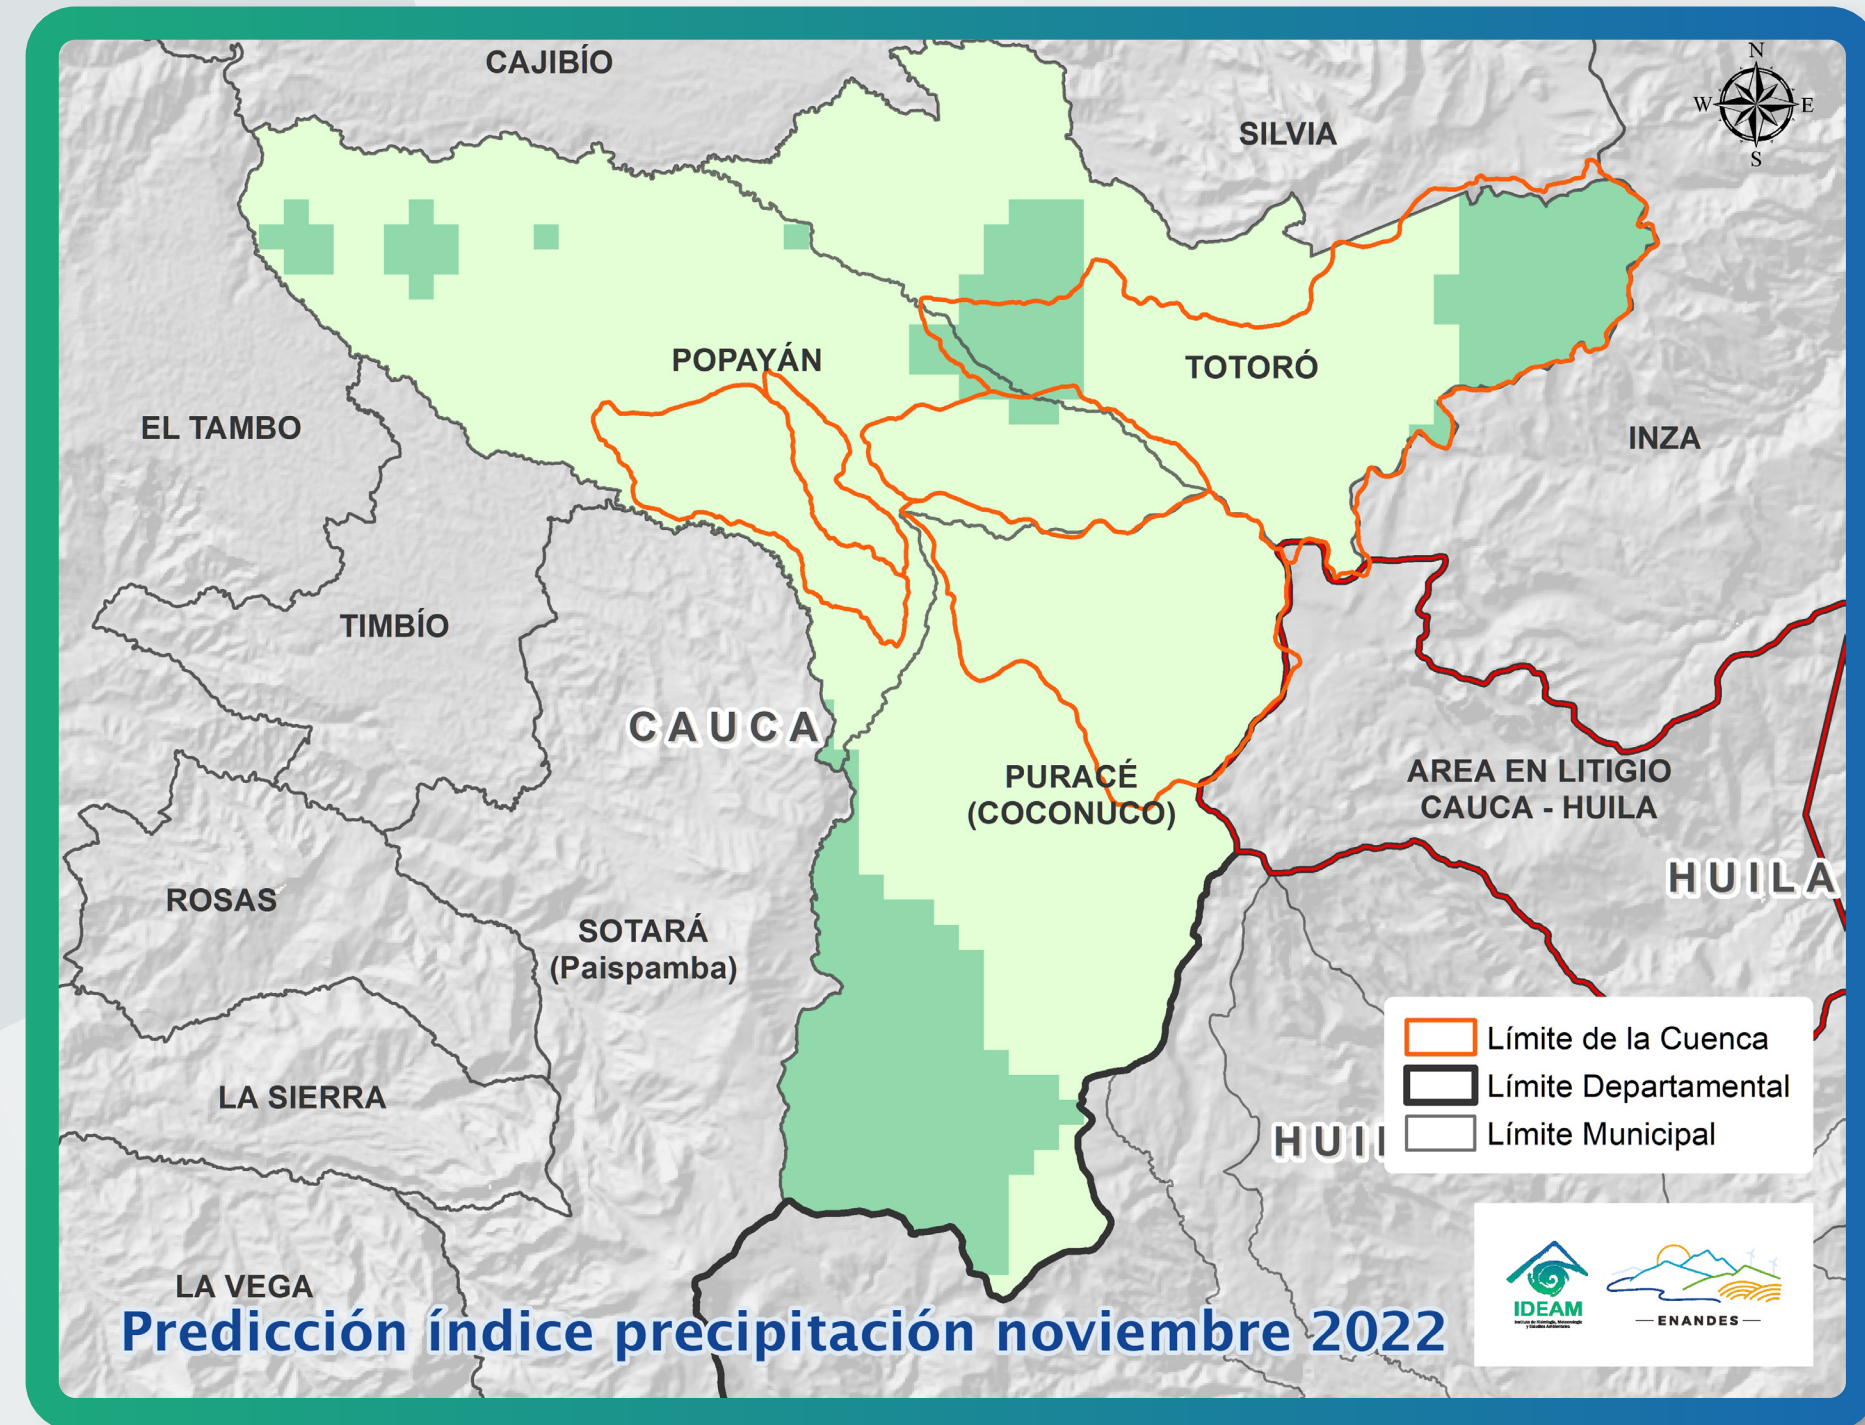 CAJIBÍO
N
W
E
S
SILVIA
POPAYÁN
TOTORÓ
EL TAMBO
INZA
TIMBÍO
CAUCA
PURACÉ
(COCONUCO)
AREA EN LITIGIO
CAUCA - HUILA
HUILA
ROSAS
SOTARÁ
(Paispamba)
Límite de la Cuenca
Límite Departamental
Límite Municipal
LA SIERRA
HUI
LA VEGA
Predicción índice precipitación noviembre 2022
IDEAM
ENANDES